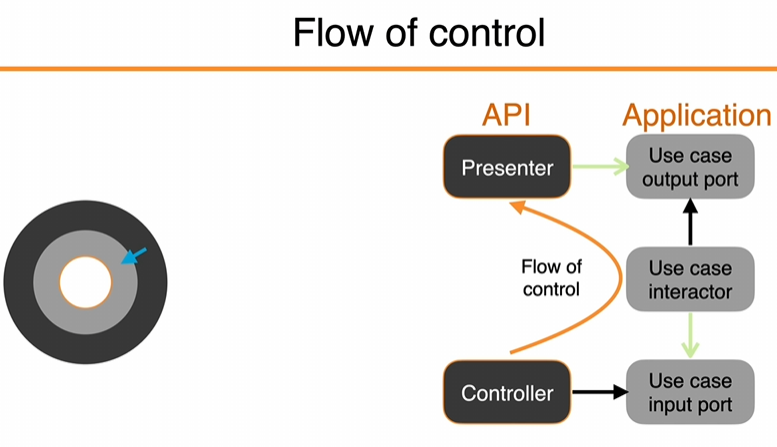 Flow of control
API
Application
Presenter
Use case
output port
Flow of
control
Use case
interactor
Controller
Use case
input port